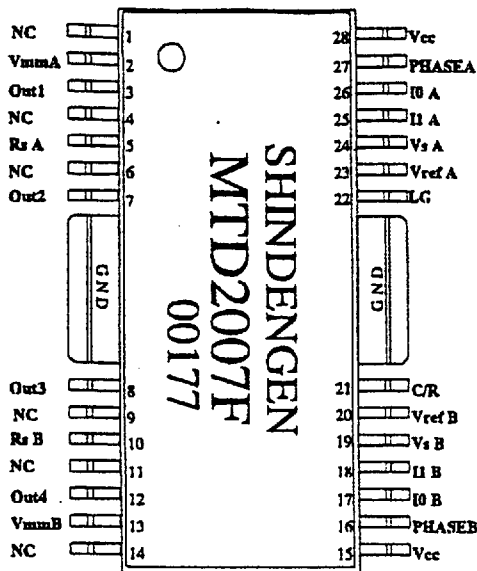 NC 1 28 Vcc
VmmA 2 27 PHASEA
Out1 3 26 I0 A
NC 4 25 I1 A
Rs A 5 24 Vs A
NC 6 23 Vref A
Out2 7 22 LG
GND GND
SHINDENGEN
MTD2007F
00177
Out3 8 21 C/R
NC 9 20 Vref B
Rs B 10 19 Vs B
NC 11 18 I1 B
Out4 12 17 I0 B
VmmB 13 16 PHASEB
NC 14 15 Vcc